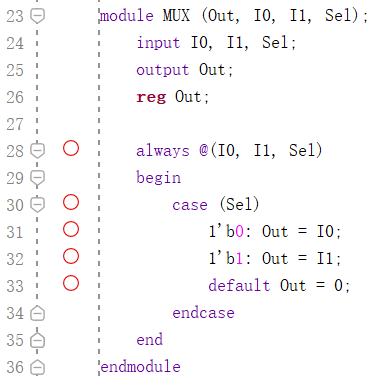 23 module MUX (Out, I0, I1, Sel);
24 input I0, I1, Sel;
25 output Out;
26 reg Out;
27
28 always @(I0, I1, Sel)
29 begin
30 case (Sel)
31 1'b0: Out = I0;
32 1'b1: Out = I1;
33 default Out = 0;
34 endcase
35 end
36 endmodule